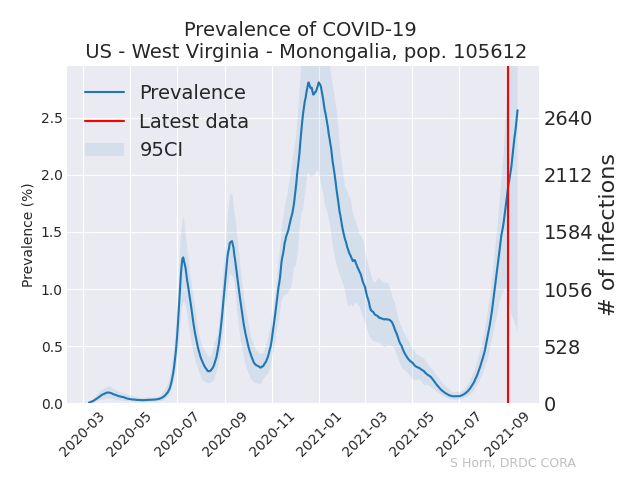 Prevalence of COVID-19
US - West Virginia - Monongalia, pop. 105612
Prevalence
Latest data
95CI
Prevalence (%)
2.5
2.0
1.5
1.0
0.5
0.0
2640
2112
1584
1056
528
0
# of infections
2020-03
2020-05
2020-07
2020-09
2020-11
2021-01
2021-03
2021-05
2021-07
2021-09
S Horn, DRDC CORA